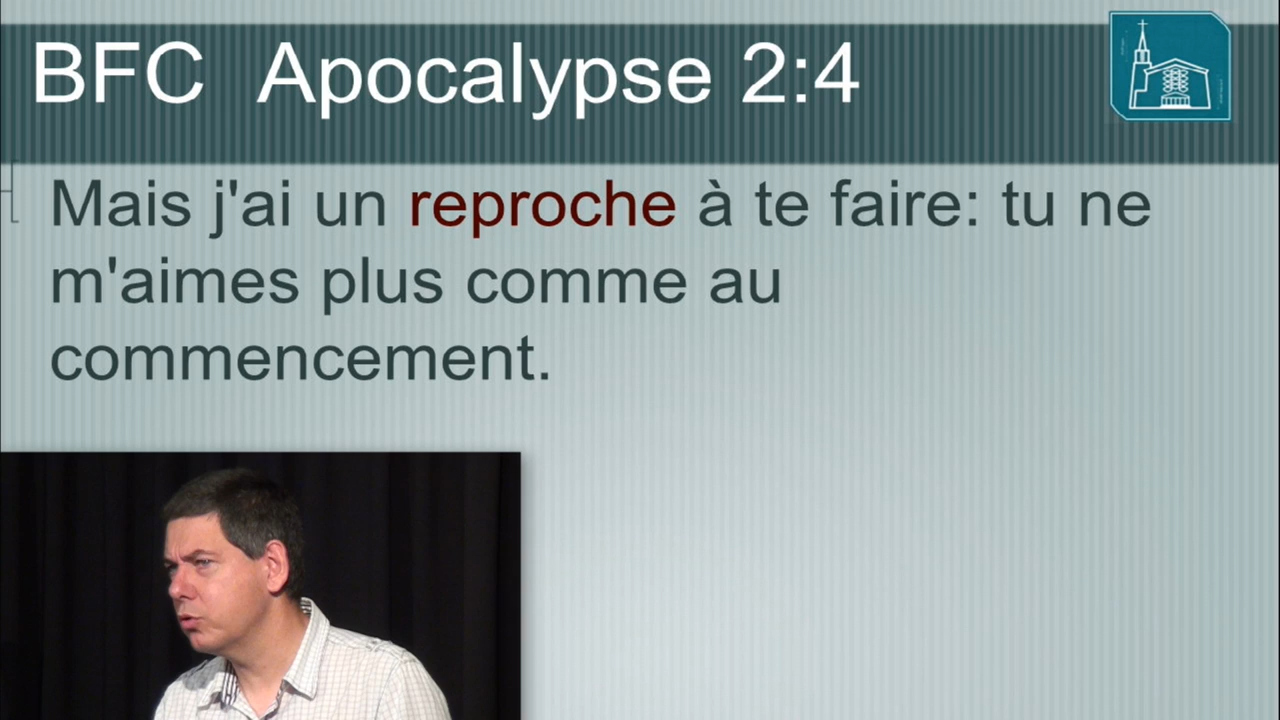 BFC Apocalypse 2:4
Mais j'ai un reproche à te faire: tu ne
m'aimes plus comme au
commencement.